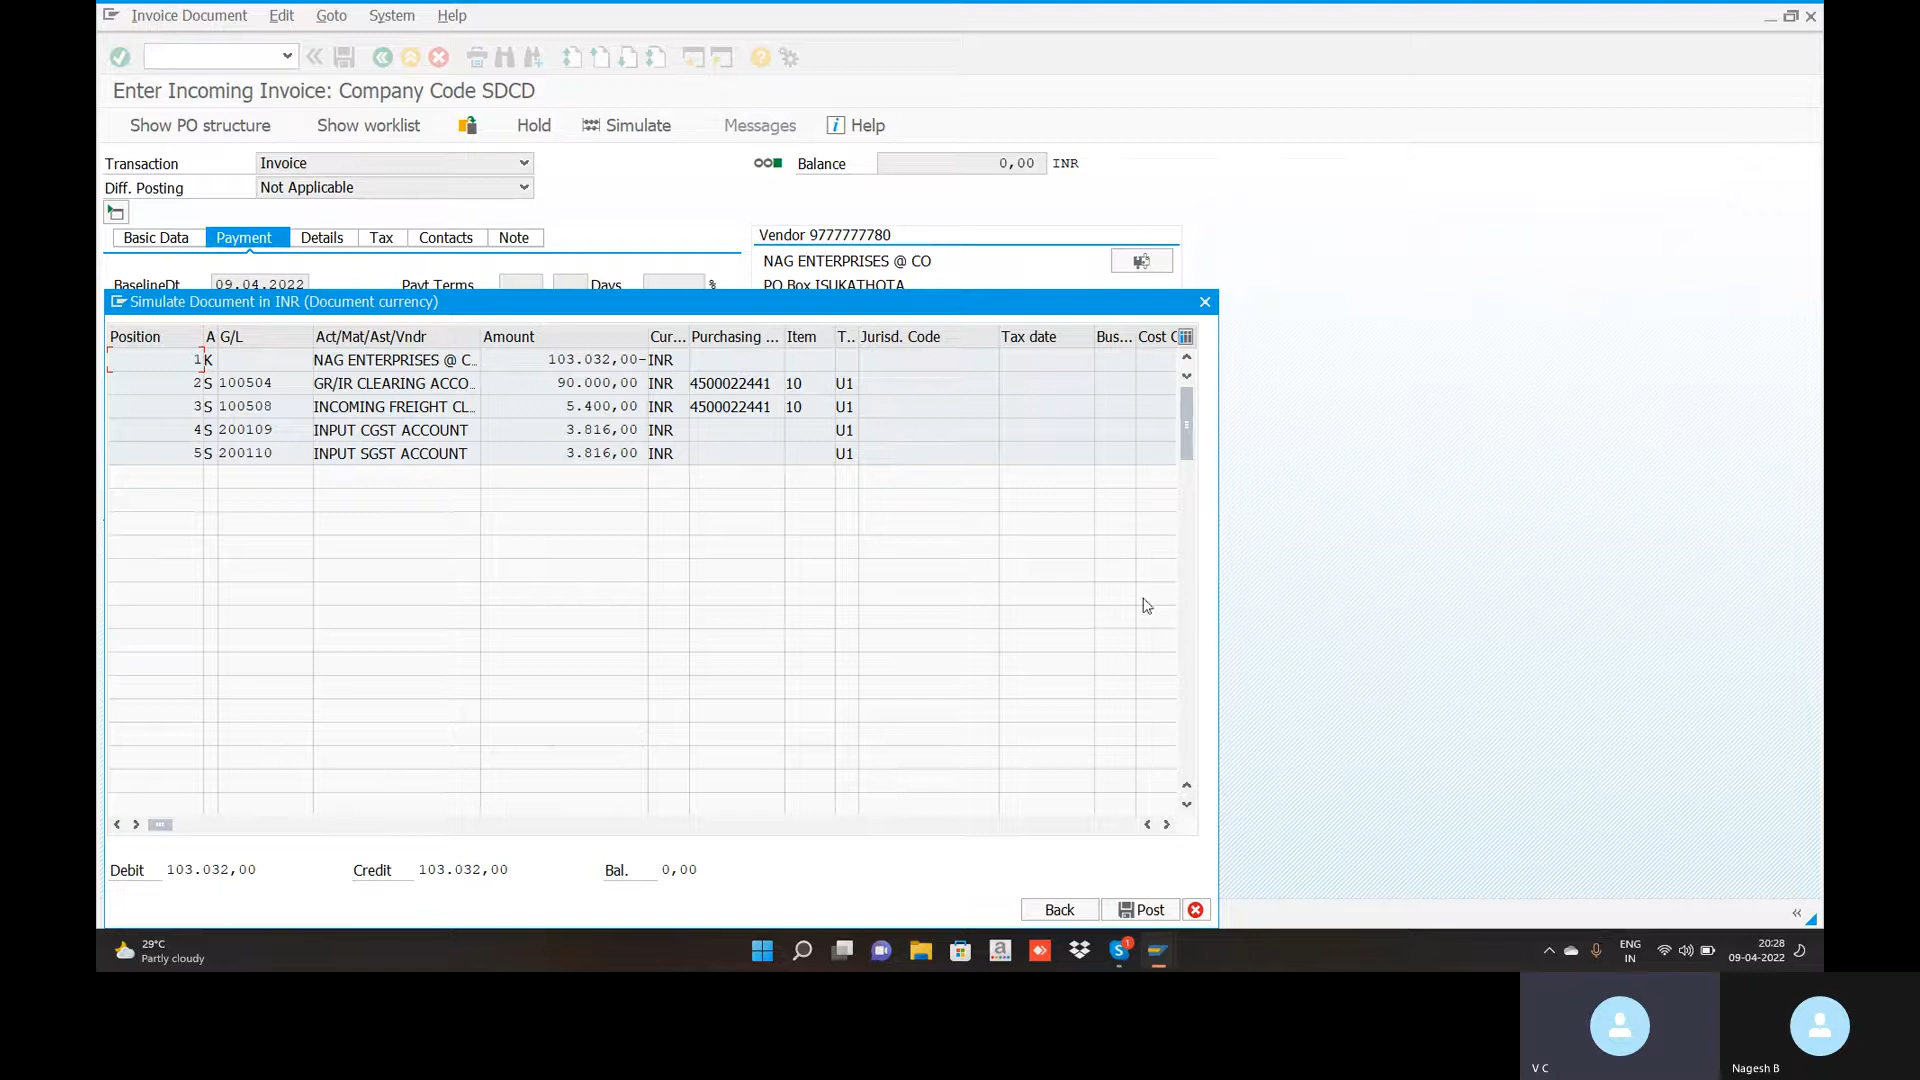 Invoice Document Edit Goto System Help
Enter Incoming Invoice: Company Code SDCD
Show PO structure Show worklist Hold Simulate Messages Help
Transaction Invoice Balance 0,00 INR
Diff. Posting Not Applicable
Basic Data Payment Details Tax Contacts Note
Vendor 9777777780
NAG ENTERPRISES @ CO
BaselineDt 09.04.2022 Payt Terms Days % PO Box ISUKATHOTA
Simulate Document in INR (Document currency)
Position A G/L Act/Mat/Ast/Vndr Amount Cur... Purchasing ... Item T.. Jurisd. Code Tax date Bus... Cost C
1 K NAG ENTERPRISES @ C.. 103.032,00- INR
2 S 100504 GR/IR CLEARING ACCO.. 90.000,00 INR 4500022441 10 U1
3 S 100508 INCOMING FREIGHT CL.. 5.400,00 INR 4500022441 10 U1
4 S 200109 INPUT CGST ACCOUNT 3.816,00 INR U1
5 S 200110 INPUT SGST ACCOUNT 3.816,00 INR U1
Debit 103.032,00 Credit 103.032,00 Bal. 0,00
Back Post
29°C
Partly cloudy
1
ENG
IN
20:28
09-04-2022
V C
Nagesh B